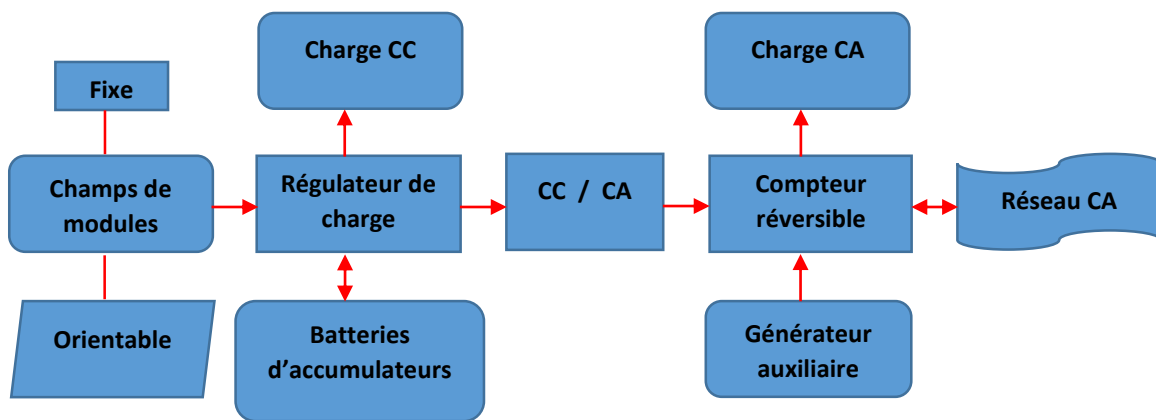 Charge CC
Charge CA
Fixe
Champs de
modules
Régulateur de
charge
CC / CA
Compteur
réversible
Réseau CA
Orientable
Batteries
d’accumulateurs
Générateur
auxiliaire